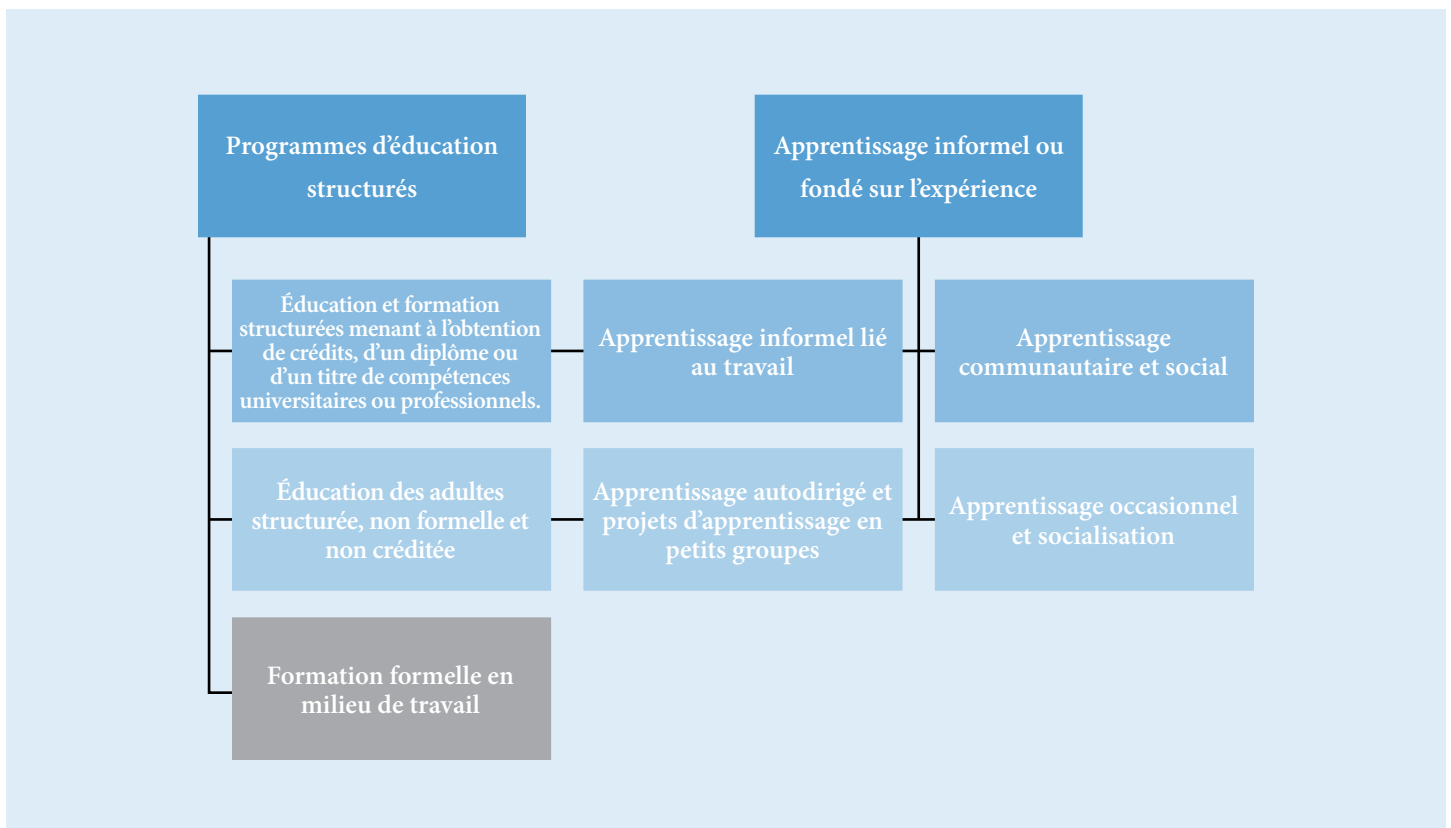 Programmes d’éducation
structurés
Apprentissage informel ou
fondé sur l’expérience
Éducation et formation
structurées menant à l’obtention
de crédits, d’un diplôme ou
d’un titre de compétences
universitaires ou professionnels.
Apprentissage informel lié
au travail
Apprentissage
communautaire et social
Éducation des adultes
structurée, non formelle et
non créditée
Apprentissage autodirigé et
projets d’apprentissage en
petits groupes
Apprentissage occasionnel
et socialisation
Formation formelle en
milieu de travail